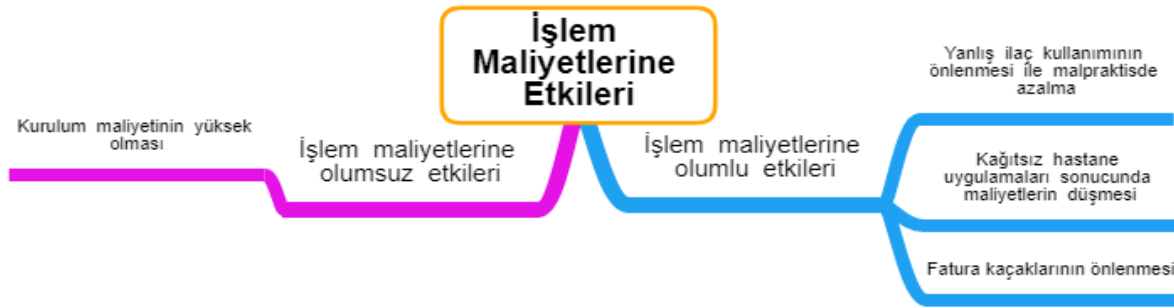 İşlem
Maliyetlerine
Etkileri
Kurulum maliyetinin yüksek
olması
İşlem maliyetlerine
olumsuz etkileri
İşlem maliyetlerine
olumlu etkileri
Yanlış ilaç kullanımının
önlenmesi ile malpraktisde
azalma
Kağıtsız hastane
uygulamaları sonucunda
maliyetlerin düşmesi
Fatura kaçaklarının önlenmesi